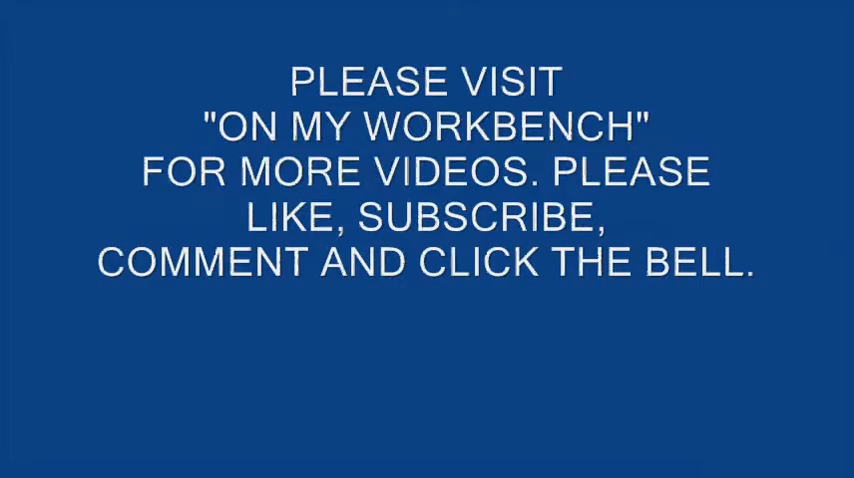 PLEASE VISIT
"ON MY WORKBENCH"
FOR MORE VIDEOS. PLEASE
LIKE, SUBSCRIBE,
COMMENT AND CLICK THE BELL.